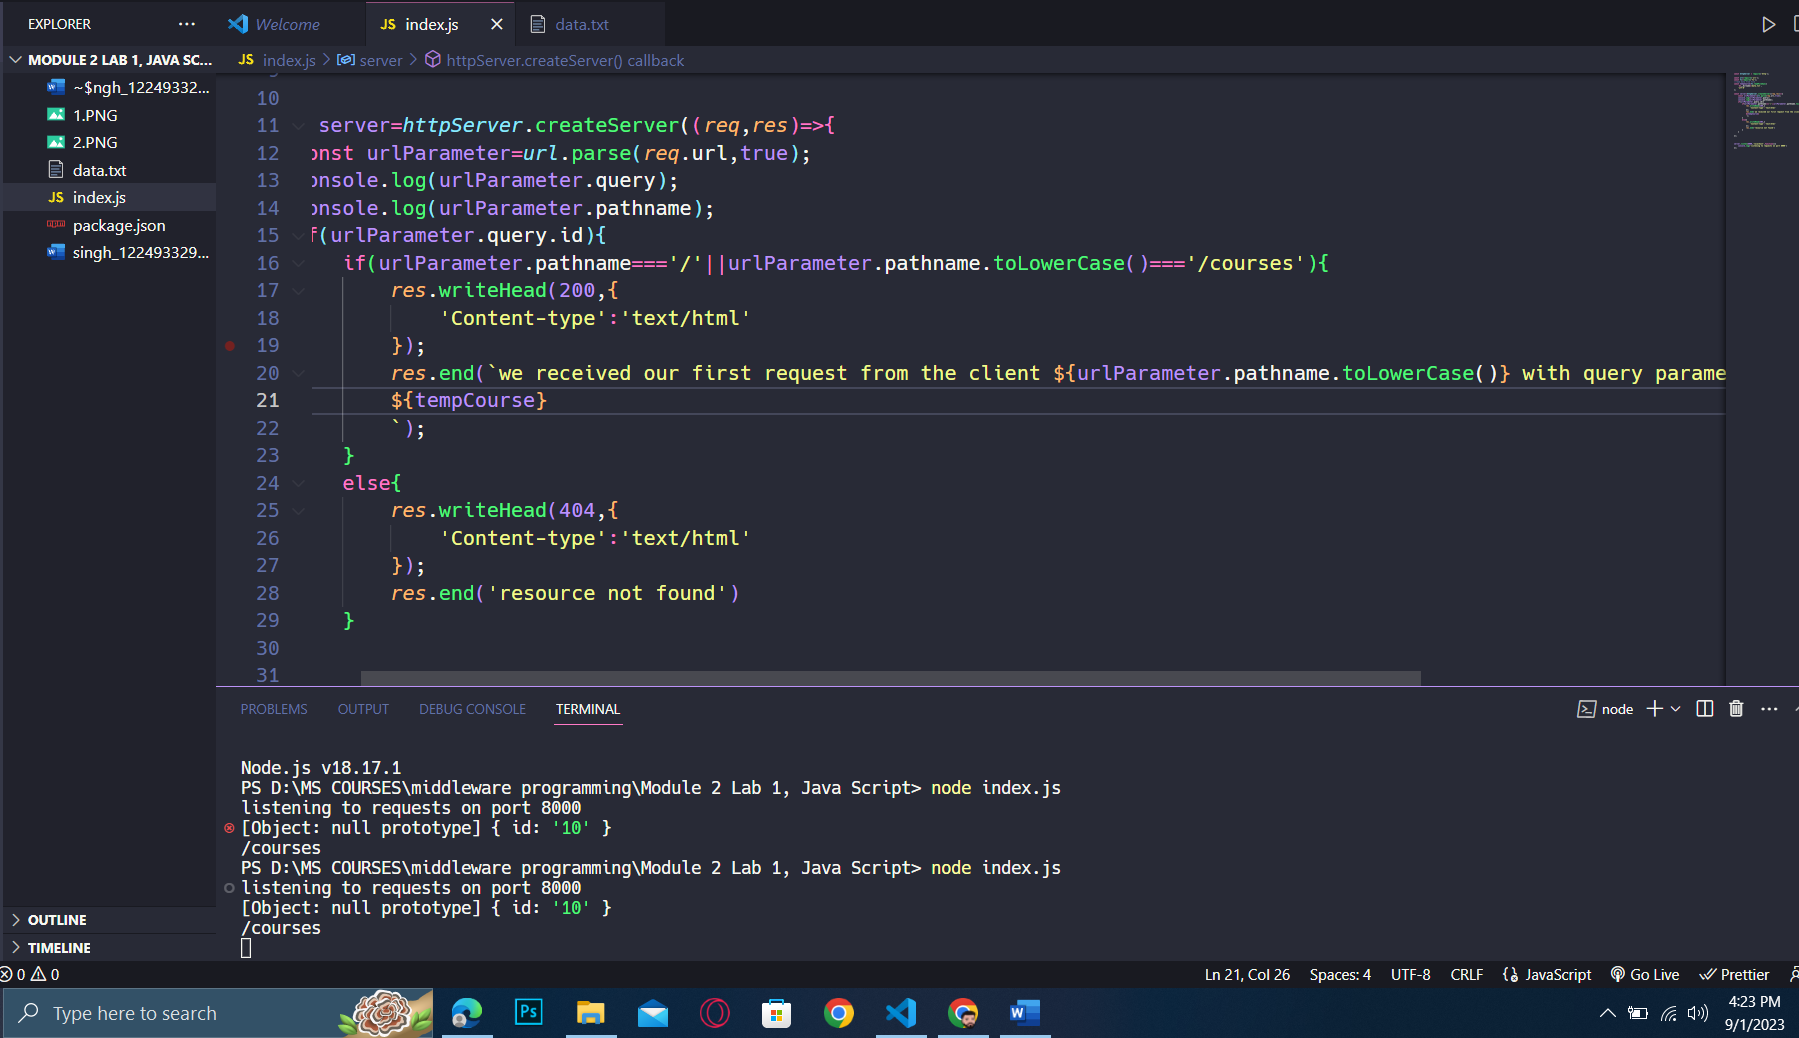 EXPLORER ···
Welcome
JS index.js
data.txt
MODULE 2 LAB 1, JAVA SC...
~$ngh_12249332...
1.PNG
2.PNG
data.txt
JS index.js
package.json
singh_122493329...
OUTLINE
TIMELINE
JS index.js > server > httpServer.createServer() callback
10
11 server=httpServer.createServer((req,res)=>{
12 onst urlParameter=url.parse(req.url,true);
13 onsole.log(urlParameter.query);
14 onsole.log(urlParameter.pathname);
15 f(urlParameter.query.id){
16 if(urlParameter.pathname==='/'||urlParameter.pathname.toLowerCase()==='/courses'){
17 res.writeHead(200,{
18 'Content-type':'text/html'
19 });
20 res.end(`we received our first request from the client ${urlParameter.pathname.toLowerCase()} with query parame
21 ${tempCourse}
22 `);
23 }
24 else{
25 res.writeHead(404,{
26 'Content-type':'text/html'
27 });
28 res.end('resource not found')
29 }
30
31
PROBLEMS OUTPUT DEBUG CONSOLE TERMINAL
node
Node.js v18.17.1
PS D:\MS COURSES\middleware programming\Module 2 Lab 1, Java Script> node index.js
listening to requests on port 8000
[Object: null prototype] { id: '10' }
/courses
PS D:\MS COURSES\middleware programming\Module 2 Lab 1, Java Script> node index.js
listening to requests on port 8000
[Object: null prototype] { id: '10' }
/courses
0 0
Ln 21, Col 26 Spaces: 4 UTF-8 CRLF JavaScript Go Live Prettier
Type here to search
Ps
4:23 PM
9/1/2023